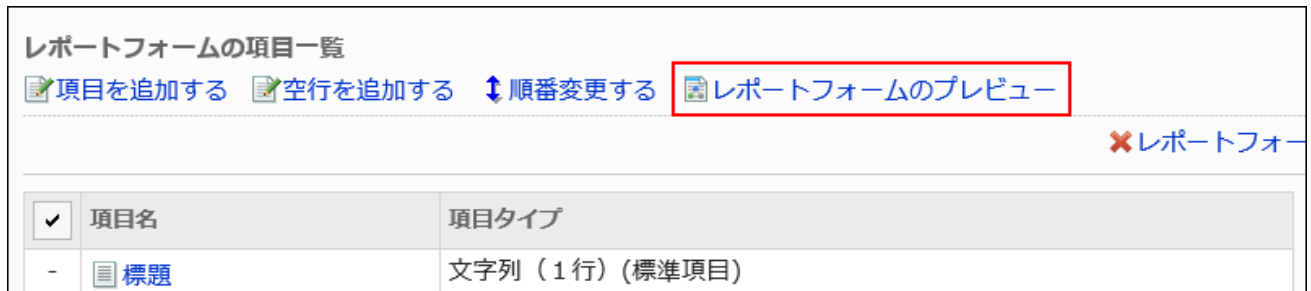 レポートフォームの項目一覧
項目を追加する 空行を追加する 順番変更する レポートフォームのプレビュー
レポートフォー
項目名 項目タイプ
- 標題 文字列（１行）(標準項目)